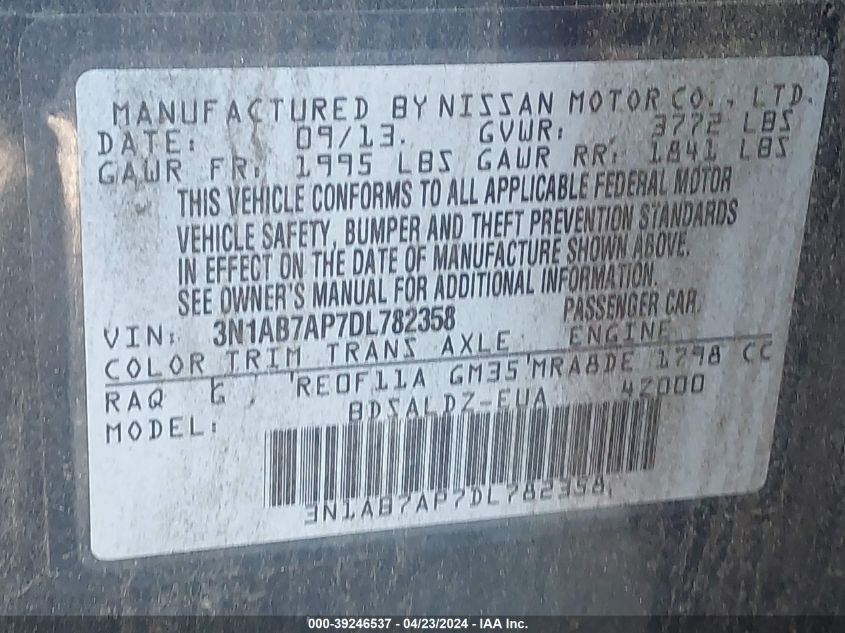 MANUFACTURED BY NISSAN MOTOR CO., LTD.
DATE: 09/13. GVWR: 3772 LBS
GAWR FR: 1995 LBS GAWR RR: 1841 LBS
THIS VEHICLE CONFORMS TO ALL APPLICABLE FEDERAL MOTOR
VEHICLE SAFETY, BUMPER AND THEFT PREVENTION STANDARDS
IN EFFECT ON THE DATE OF MANUFACTURE SHOWN ABOVE.
SEE OWNER'S MANUAL FOR ADDITIONAL INFORMATION.
VIN: 3N1AB7AP7DL782358 PASSENGER CAR
COLOR TRIM TRANS AXLE ENGINE
RAQ G RE0F11A GM35 MRA8DE 1798 CC
MODEL: BDSALDZ-EUA 4Z000
3N1AB7AP7DL782358
000-39246537 - 04/23/2024 - IAA Inc.